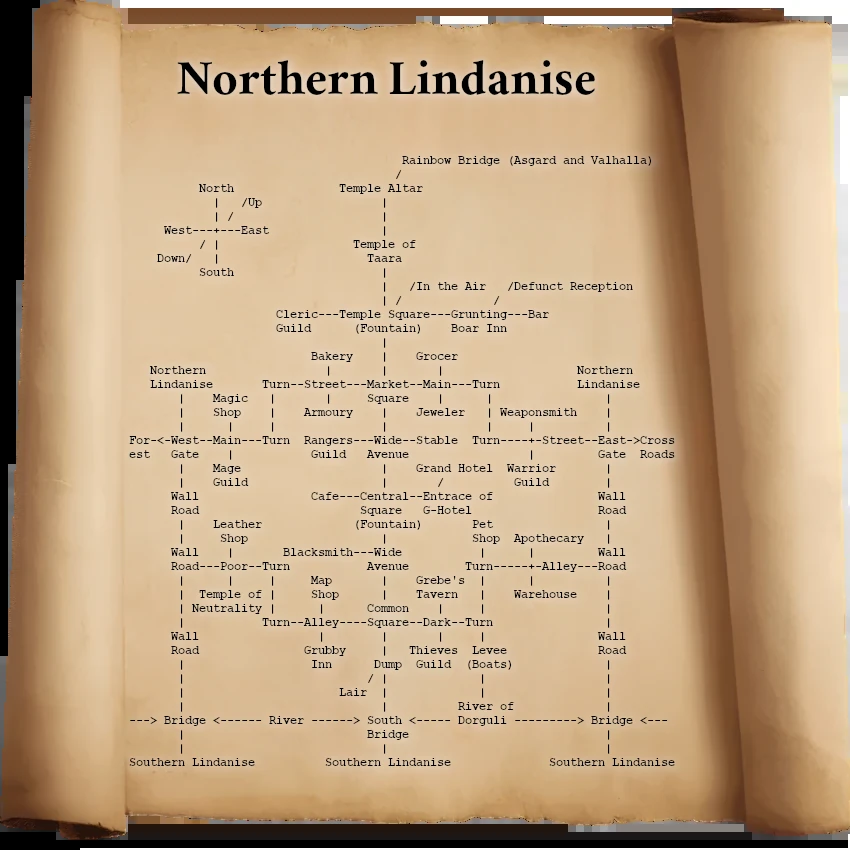 Northern Lindanise
                                       Rainbow Bridge (Asgard and Valhalla)
                                      /
          North               Temple Altar
            |   /Up                 |
            | /                     |
     West---+---East                |
          / |                   Temple of
    Down/   |                     Taara
          South                     |
                                    |   /In the Air   /Defunct Reception
                                    | /             /
                     Cleric---Temple Square---Grunting---Bar
                     Guild      (Fountain)    Boar Inn
                                    |
                          Bakery    |    Grocer
   Northern                 |       |       |                   Northern
   Lindanise       Turn--Street---Market--Main---Turn           Lindanise
       |    Magic   |       |     Square    |      |                |
       |    Shop    |    Armoury    |    Jeweler   | Weaponsmith    |
       |      |     |               |              |     |          |
For-<-West--Main---Turn  Rangers---Wide--Stable  Turn----+-Street--East->Cross
est   Gate    |           Guild   Avenue                 |         Gate  Roads
       |    Mage                    |    Grand Hotel  Warrior       |
       |    Guild                   |       /          Guild        |
      Wall                Cafe---Central--Entrace of               Wall
      Road                       Square   G-Hotel                  Road
       |    Leather             (Fountain)       Pet                |
       |     Shop                   |            Shop  Apothecary   |
      Wall    |       Blacksmith---Wide           |      |         Wall
      Road---Poor--Turn           Avenue        Turn-----+-Alley---Road
       |      |     |     Map       |    Grebe's  |      |          |
       |  Temple of |     Shop      |    Tavern   |    Warehouse    |
       | Neutrality |      |      Common    |     |                 |
       |           Turn--Alley----Square--Dark--Turn                |
      Wall                 |        |       |     |                Wall
      Road               Grubby     |   Thieves  Levee             Road
       |                  Inn      Dump  Guild  (Boats)             |
       |                          / |             |                 |
       |                      Lair  |             |                 |
       |                            |          River of             |
---> Bridge <------ River ------> South <----- Dorguli ---------> Bridge <---
       |                          Bridge                            |
       |                            |                               |
Southern Lindanise          Southern Lindanise              Southern Lindanise